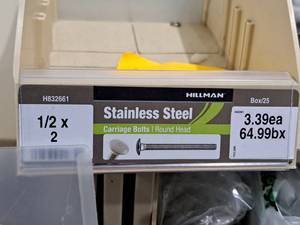 H832661
HILLMAN
Box/25
1/2 x
2
Stainless Steel
Carriage Bolts | Round Head
3.39ea
64.99bx